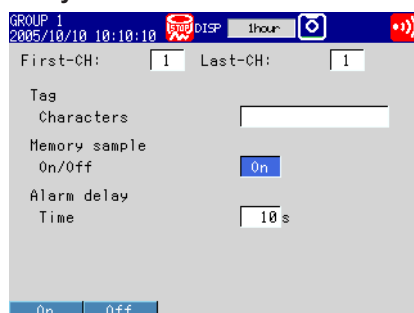 GROUP 1
2005/10/10 10:10:10 STOP DISP 1hour
First-CH: 1 Last-CH: 1
Tag
Characters
Memory sample
On/Off On
Alarm delay
Time 10 s
On Off